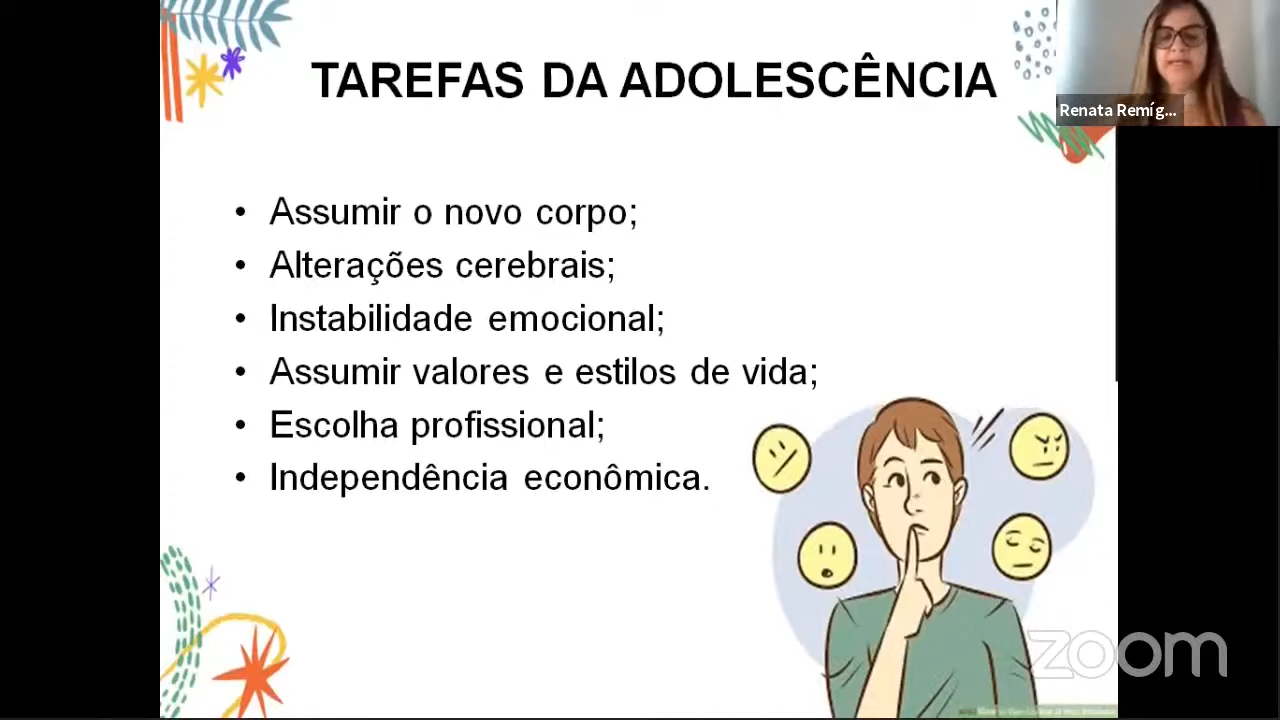 TAREFAS DA ADOLESCÊNCIA
Renata Remíg...
• Assumir o novo corpo;
• Alterações cerebrais;
• Instabilidade emocional;
• Assumir valores e estilos de vida;
• Escolha profissional;
• Independência econômica.
zoom